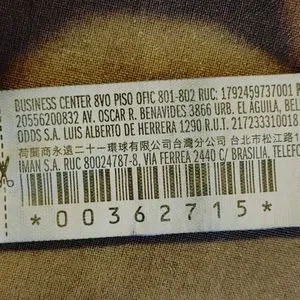 BUSINESS CENTER 8VO PISO OFIC 801-802 RUC: 1792459737001
20556200832 AV. OSCAR R. BENAVIDES 3866 URB. EL AGUILA, BEL
ODDS S.A. LUIS ALBERTO DE HERRERA 1290 R.U.T. 217233310018
荷蘭商永遠二十一環球有限公司台灣分公司 台北市松江路
IMAN S.A. RUC 80024787-8, VIA FERREA 2440 C/ BRASILIA, TELEFO
*00362715*